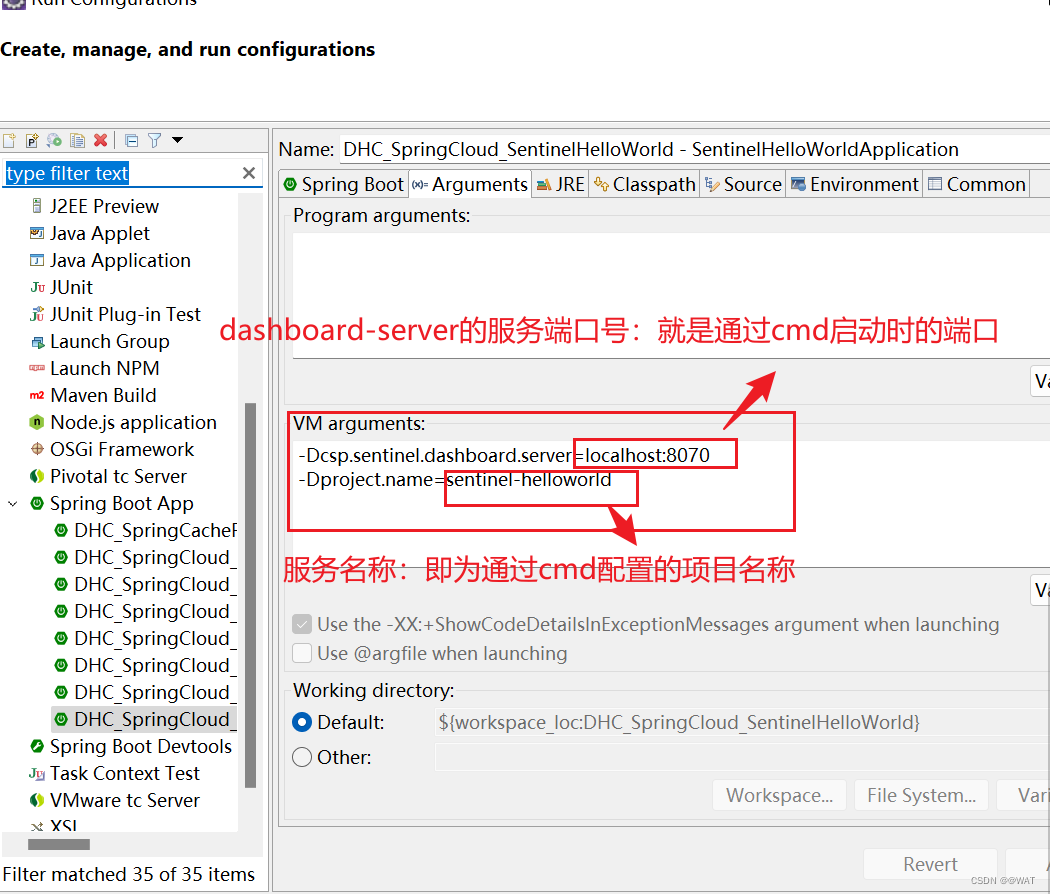 Run Configurations
Create, manage, and run configurations
type filter text
J2EE Preview
Java Applet
Java Application
JUnit
JUnit Plug-in Test
Launch Group
Launch NPM
Maven Build
Node.js application
OSGi Framework
Pivotal tc Server
Spring Boot App
DHC_SpringCacheF
DHC_SpringCloud_
DHC_SpringCloud_
DHC_SpringCloud_
DHC_SpringCloud_
DHC_SpringCloud_
DHC_SpringCloud_
DHC_SpringCloud_
Spring Boot Devtools
Task Context Test
VMware tc Server
XSL
Filter matched 35 of 35 items
Name: DHC_SpringCloud_SentinelHelloWorld - SentinelHelloWorldApplication
Spring Boot (x)= Arguments JRE Classpath Source Environment Common
Program arguments:
dashboard-server的服务端口号：就是通过cmd启动时的端口
Va
VM arguments:
-Dcsp.sentinel.dashboard.server=localhost:8070
-Dproject.name=sentinel-helloworld
服务名称：即为通过cmd配置的项目名称
Va
Use the -XX:+ShowCodeDetailsInExceptionMessages argument when launching
Use @argfile when launching
Working directory:
Default: ${workspace_loc:DHC_SpringCloud_SentinelHelloWorld}
Other:
Workspace... File System... Vari
Revert A
CSDN @@WAT